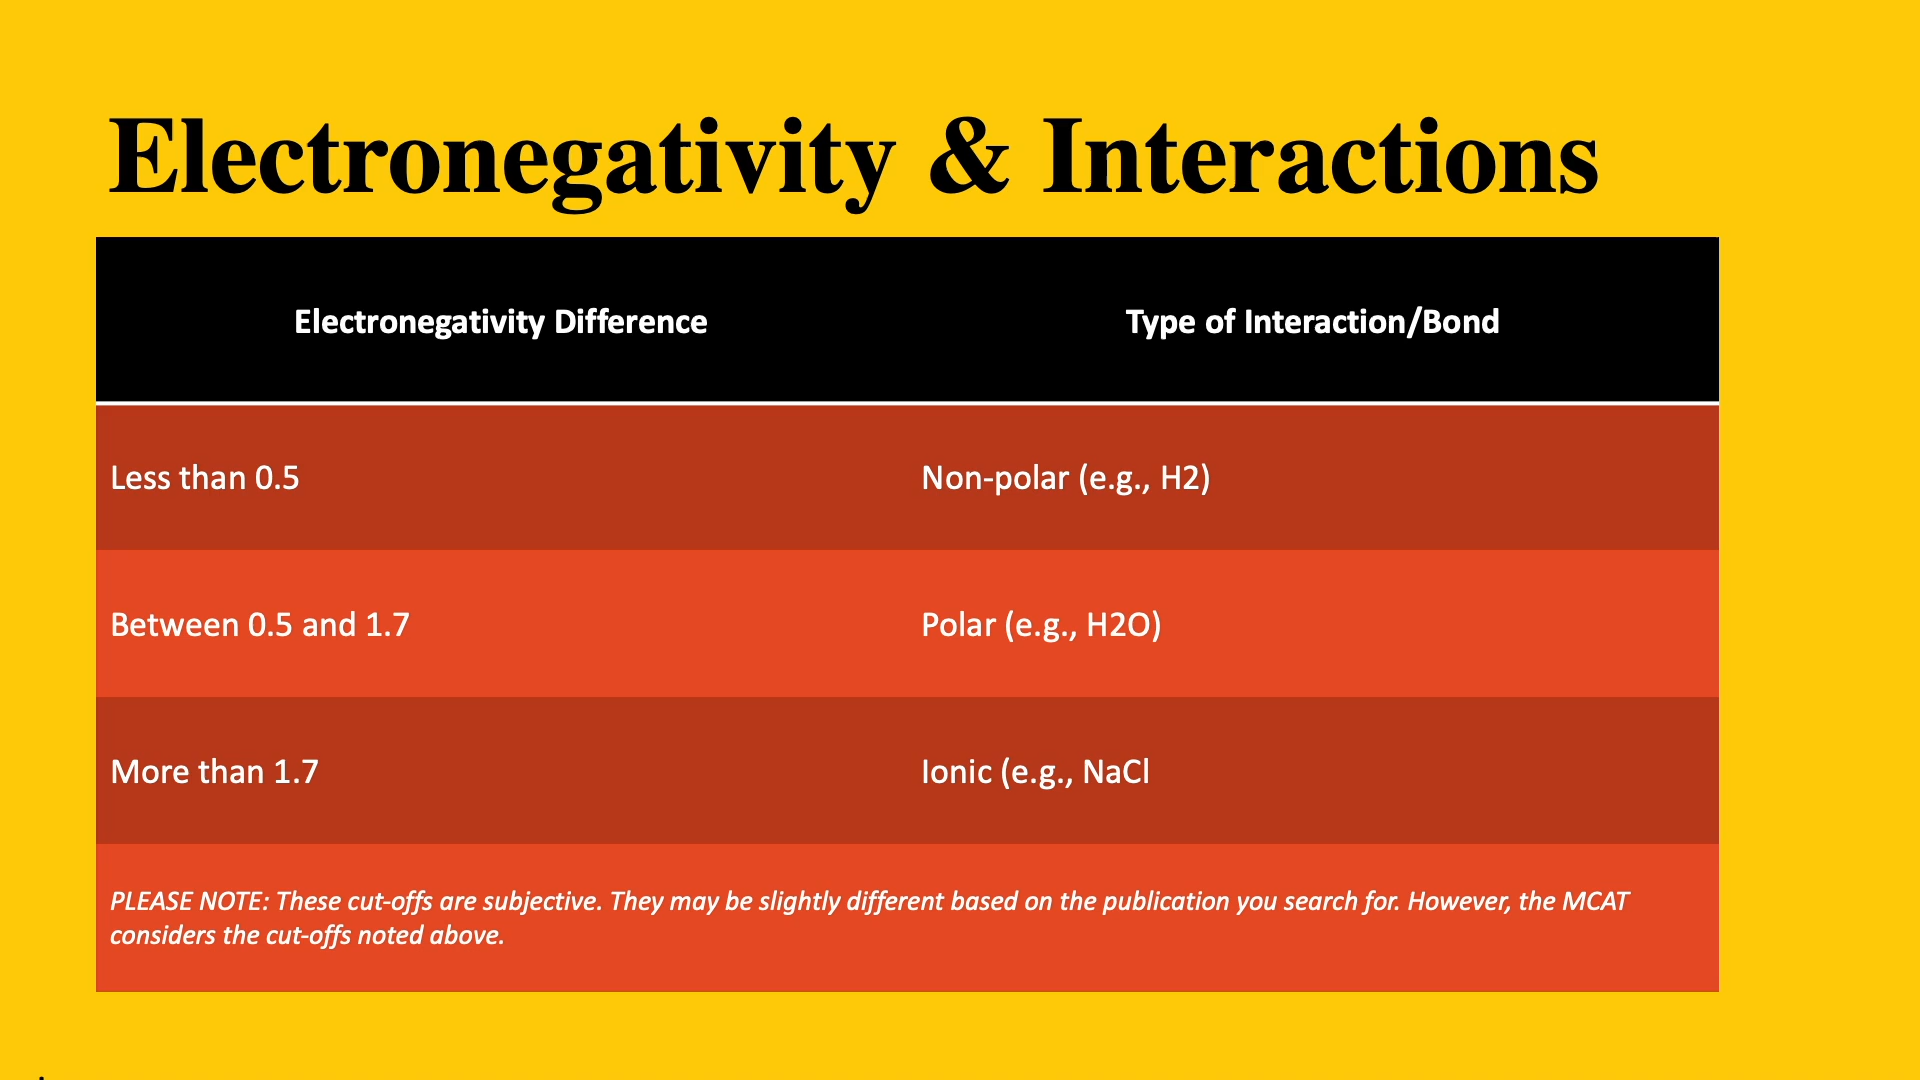 Electronegativity & Interactions
Electronegativity Difference
Type of Interaction/Bond
Less than 0.5
Non-polar (e.g., H2)
Between 0.5 and 1.7
Polar (e.g., H2O)
More than 1.7
Ionic (e.g., NaCl
PLEASE NOTE: These cut-offs are subjective. They may be slightly different based on the publication you search for. However, the MCAT
considers the cut-offs noted above.